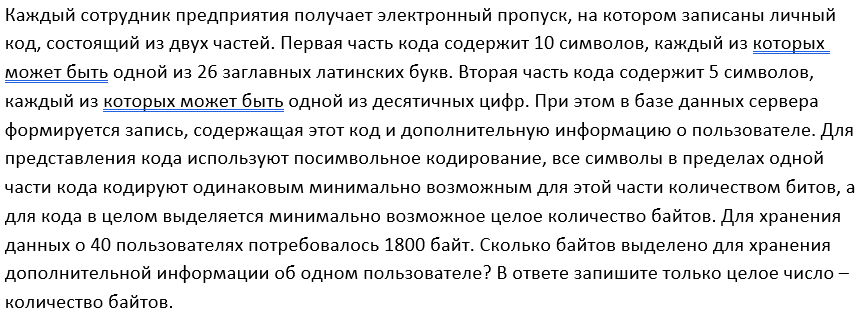 Каждый сотрудник предприятия получает электронный пропуск, на котором записаны личный
код, состоящий из двух частей. Первая часть кода содержит 10 символов, каждый из которых
может быть одной из 26 заглавных латинских букв. Вторая часть кода содержит 5 символов,
каждый из которых может быть одной из десятичных цифр. При этом в базе данных сервера
формируется запись, содержащая этот код и дополнительную информацию о пользователе. Для
представления кода используют посимвольное кодирование, все символы в пределах одной
части кода кодируют одинаковым минимально возможным для этой части количеством битов, а
для кода в целом выделяется минимально возможное целое количество байтов. Для хранения
данных о 40 пользователях потребовалось 1800 байт. Сколько байтов выделено для хранения
дополнительной информации об одном пользователе? В ответе запишите только целое число –
количество байтов.